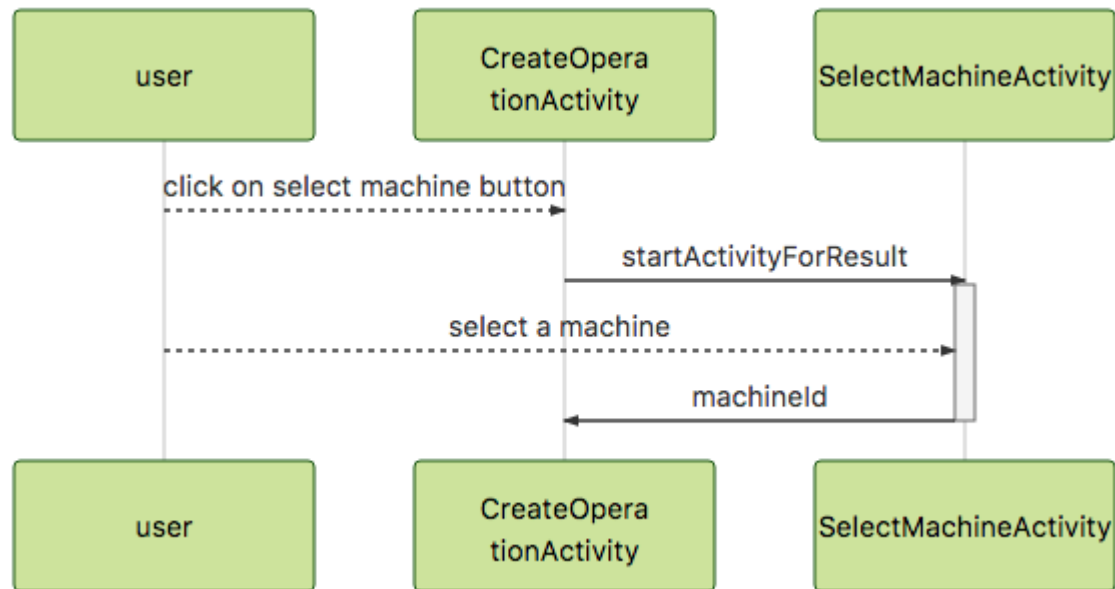 user
CreateOpera
tionActivity
SelectMachineActivity
click on select machine button
startActivityForResult
select a machine
machineId
user
CreateOpera
tionActivity
SelectMachineActivity